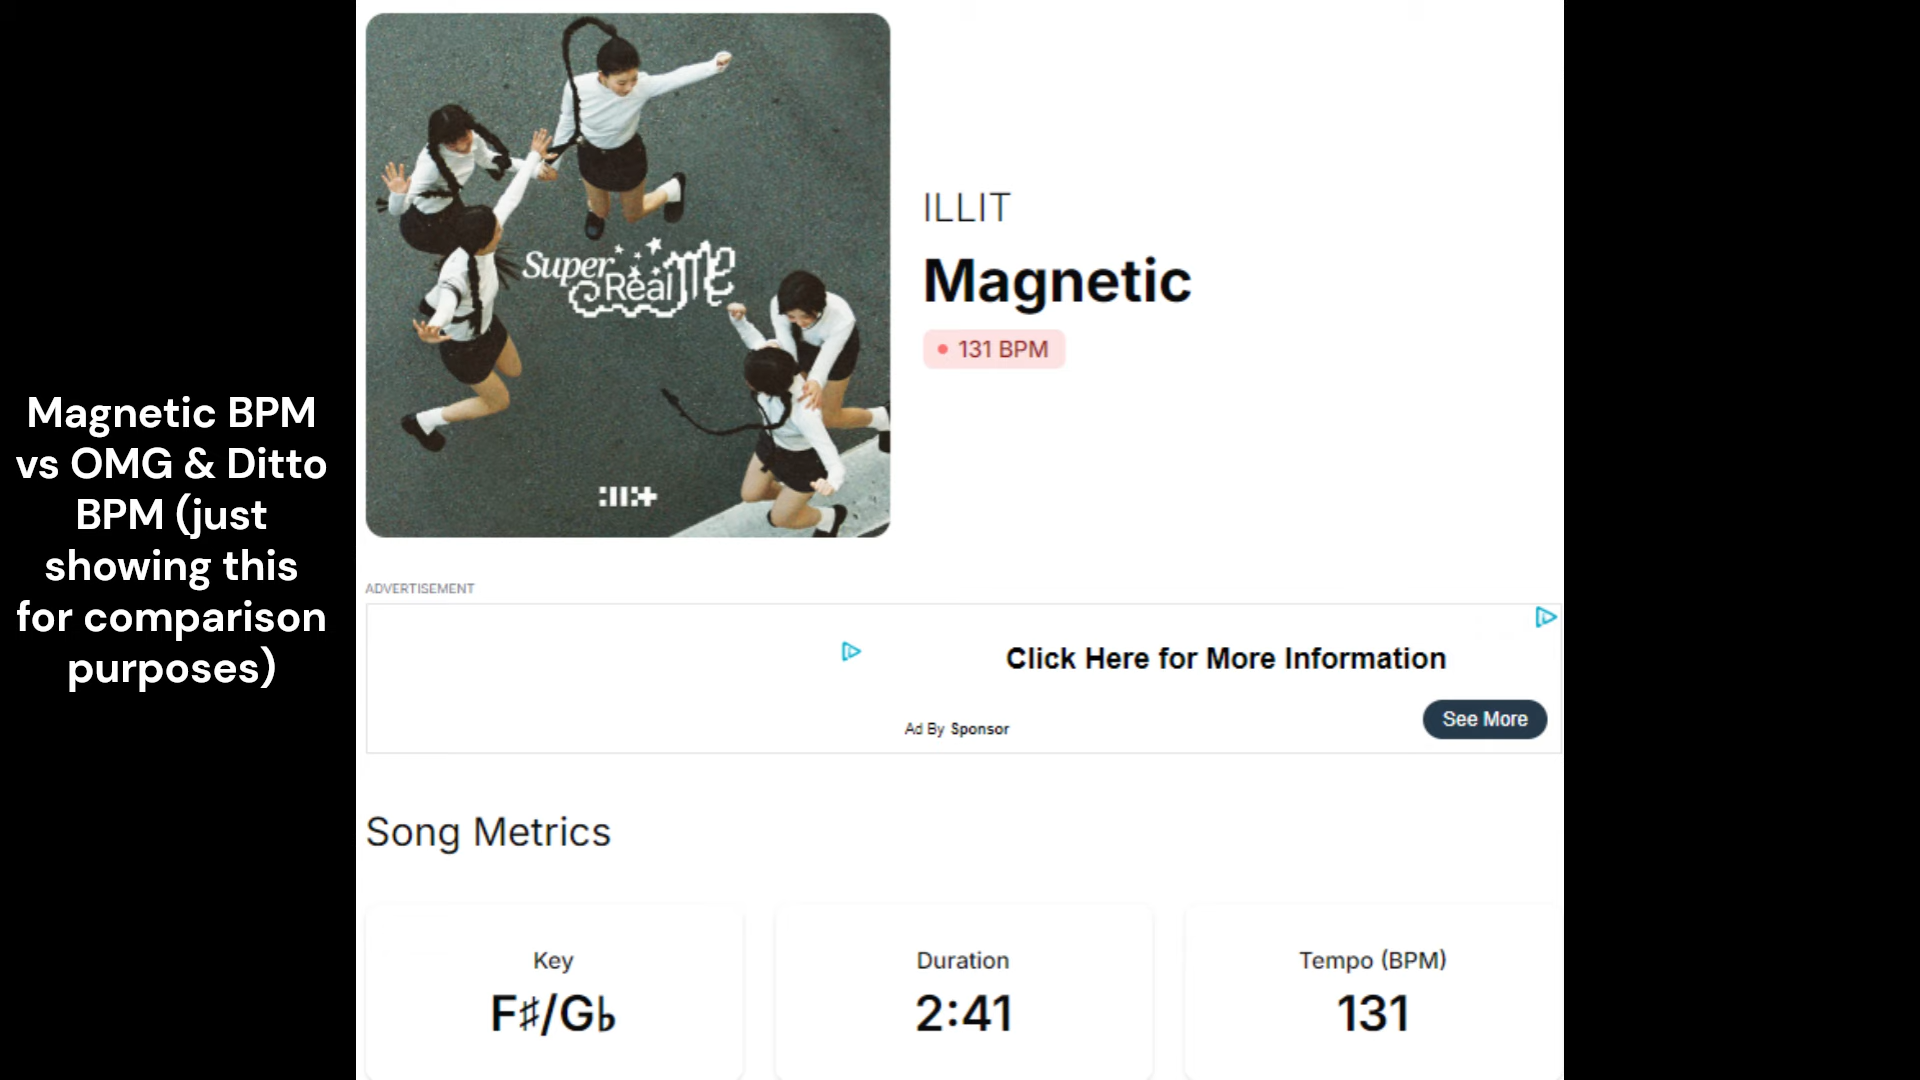 Magnetic BPM
vs OMG & Ditto
BPM (just
showing this
for comparison
purposes)
Super
Real Me
:ıı:+
ILLIT
Magnetic
131 BPM
ADVERTISEMENT
Click Here for More Information
Ad By Sponsor
See More
Song Metrics
Key
F♯/G♭
Duration
2:41
Tempo (BPM)
131